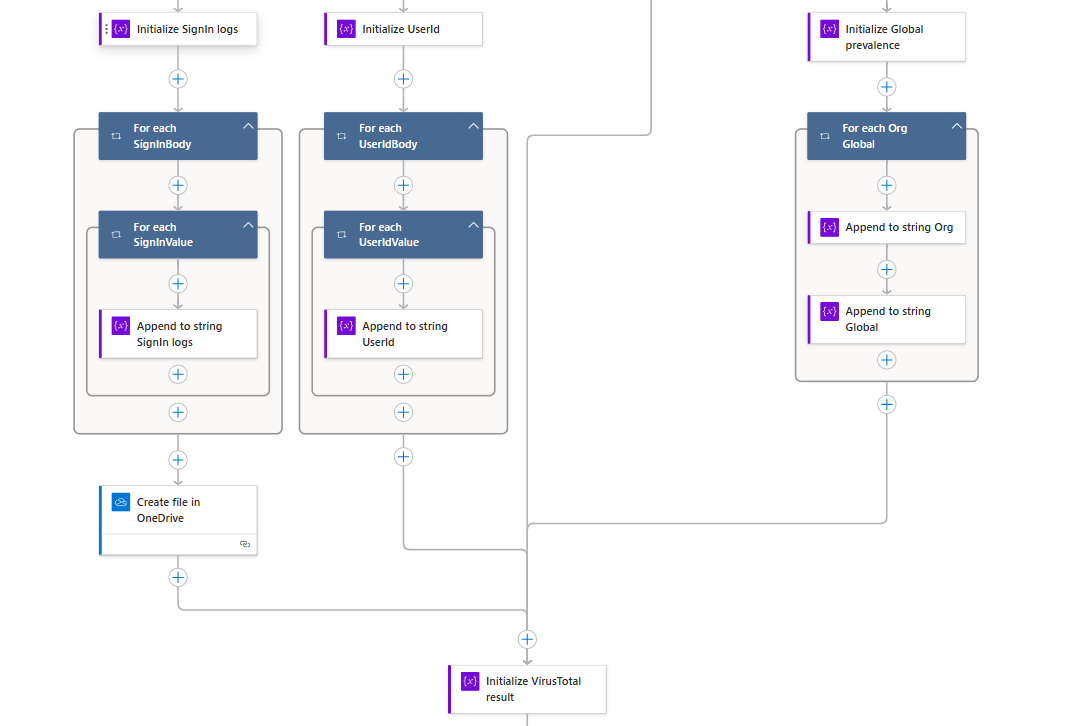 Initialize SignIn logs
Initialize UserId
Initialize Global
prevalence
For each
SignInBody
For each
UserIdBody
For each Org
Global
For each
SignInValue
For each
UserIdValue
Append to string Org
Append to string
SignIn logs
Append to string
UserId
Append to string
Global
Create file in
OneDrive
Initialize VirusTotal
result